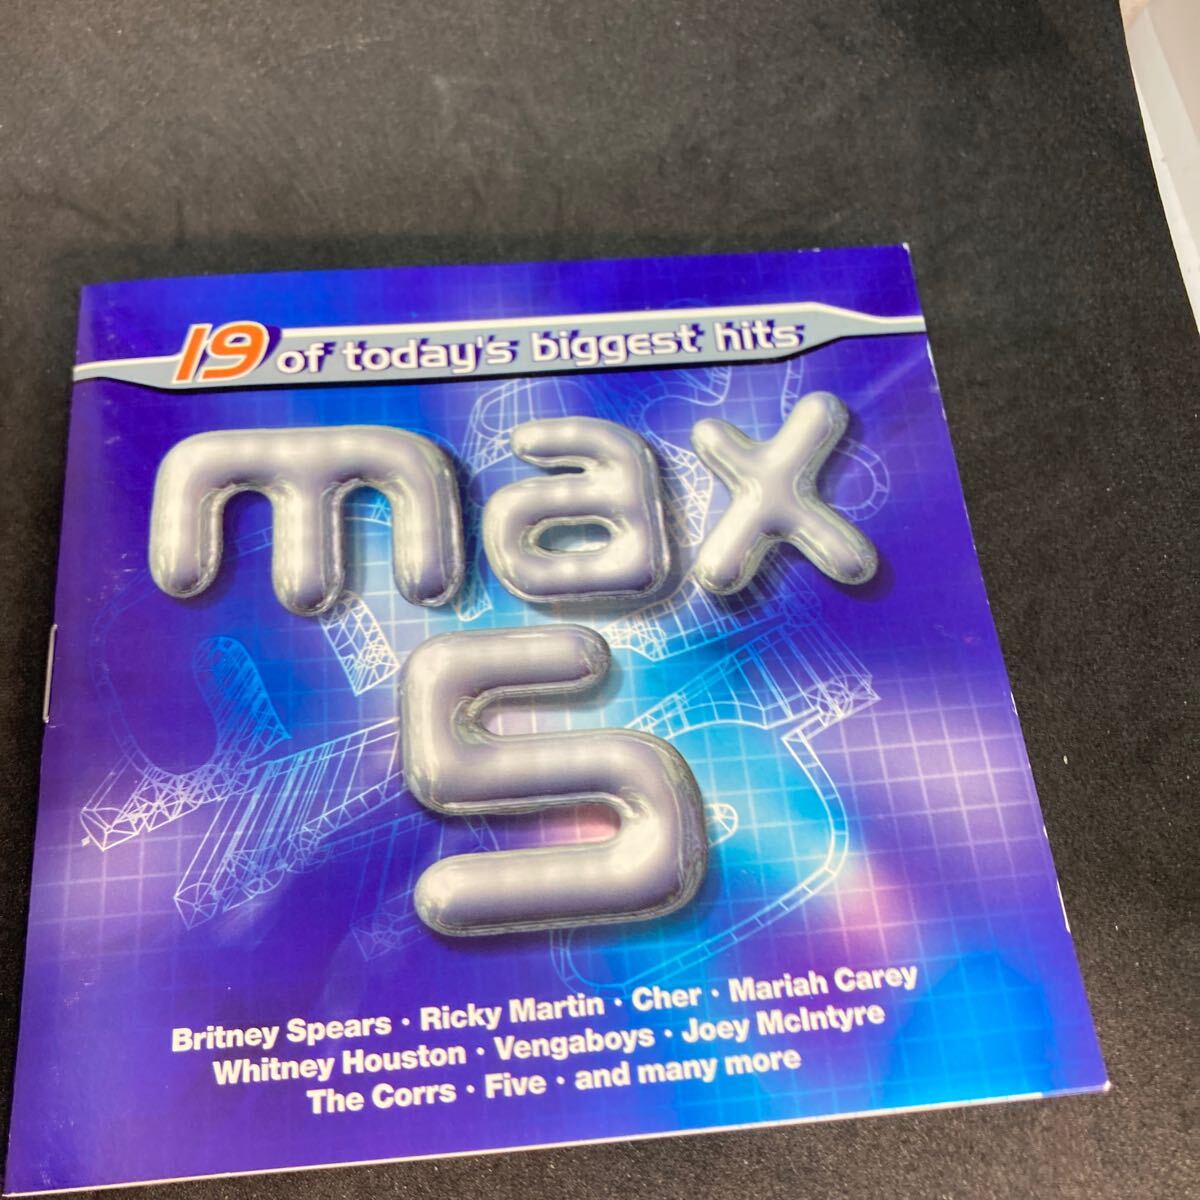 19 of today's biggest hits
max
5
Britney Spears · Ricky Martin · Cher · Mariah Carey
Whitney Houston · Vengaboys · Joey McIntyre
The Corrs · Five · and many more